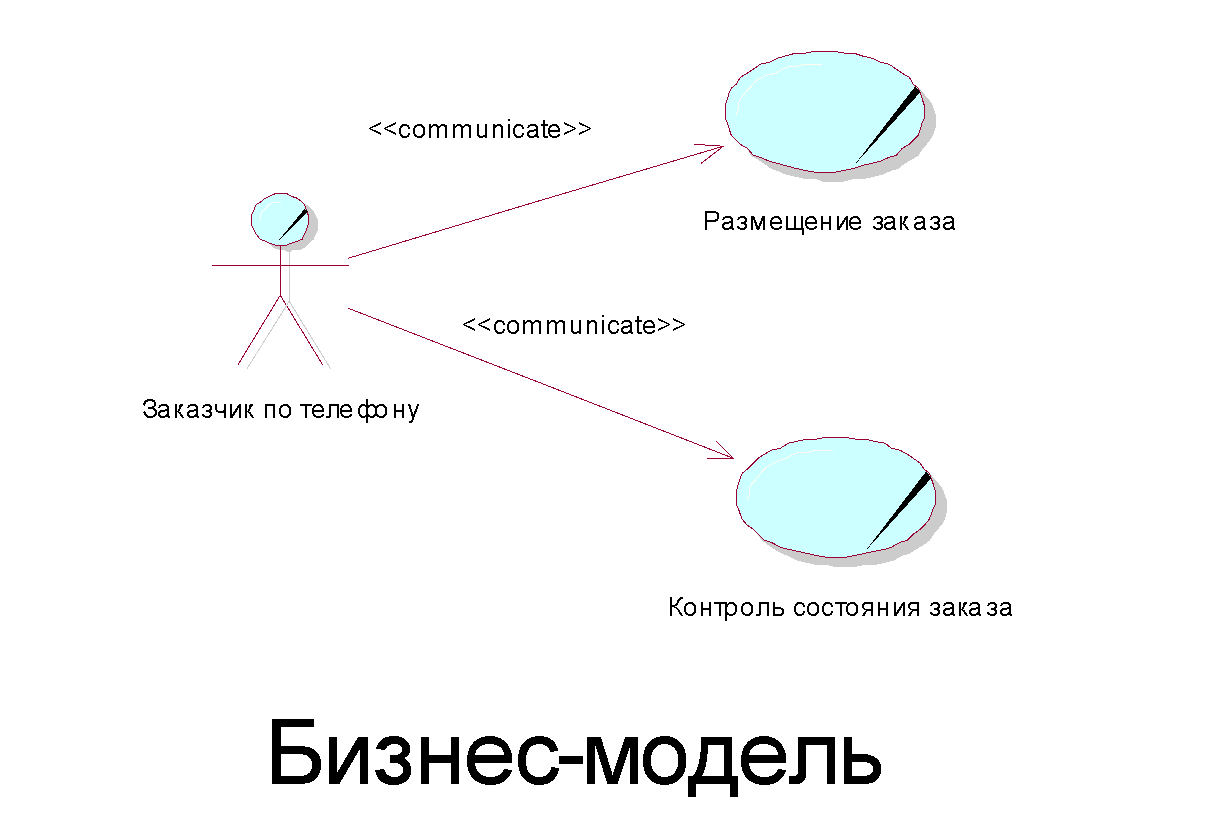 <<communicate>>
Размещение заказа
<<communicate>>
Заказчик по телефону
Контроль состояния заказа
Бизнес-модель